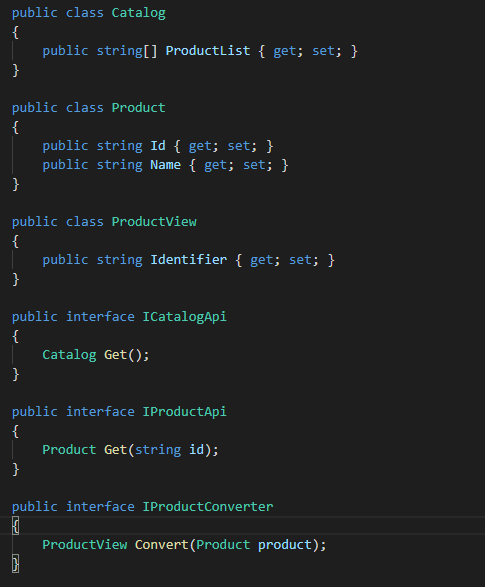 public class Catalog
{
    public string[] ProductList { get; set; }
}
public class Product
{
    public string Id { get; set; }
    public string Name { get; set; }
}
public class ProductView
{
    public string Identifier { get; set; }
}
public interface ICatalogApi
{
    Catalog Get();
}
public interface IProductApi
{
    Product Get(string id);
}
public interface IProductConverter
{
    ProductView Convert(Product product);
}